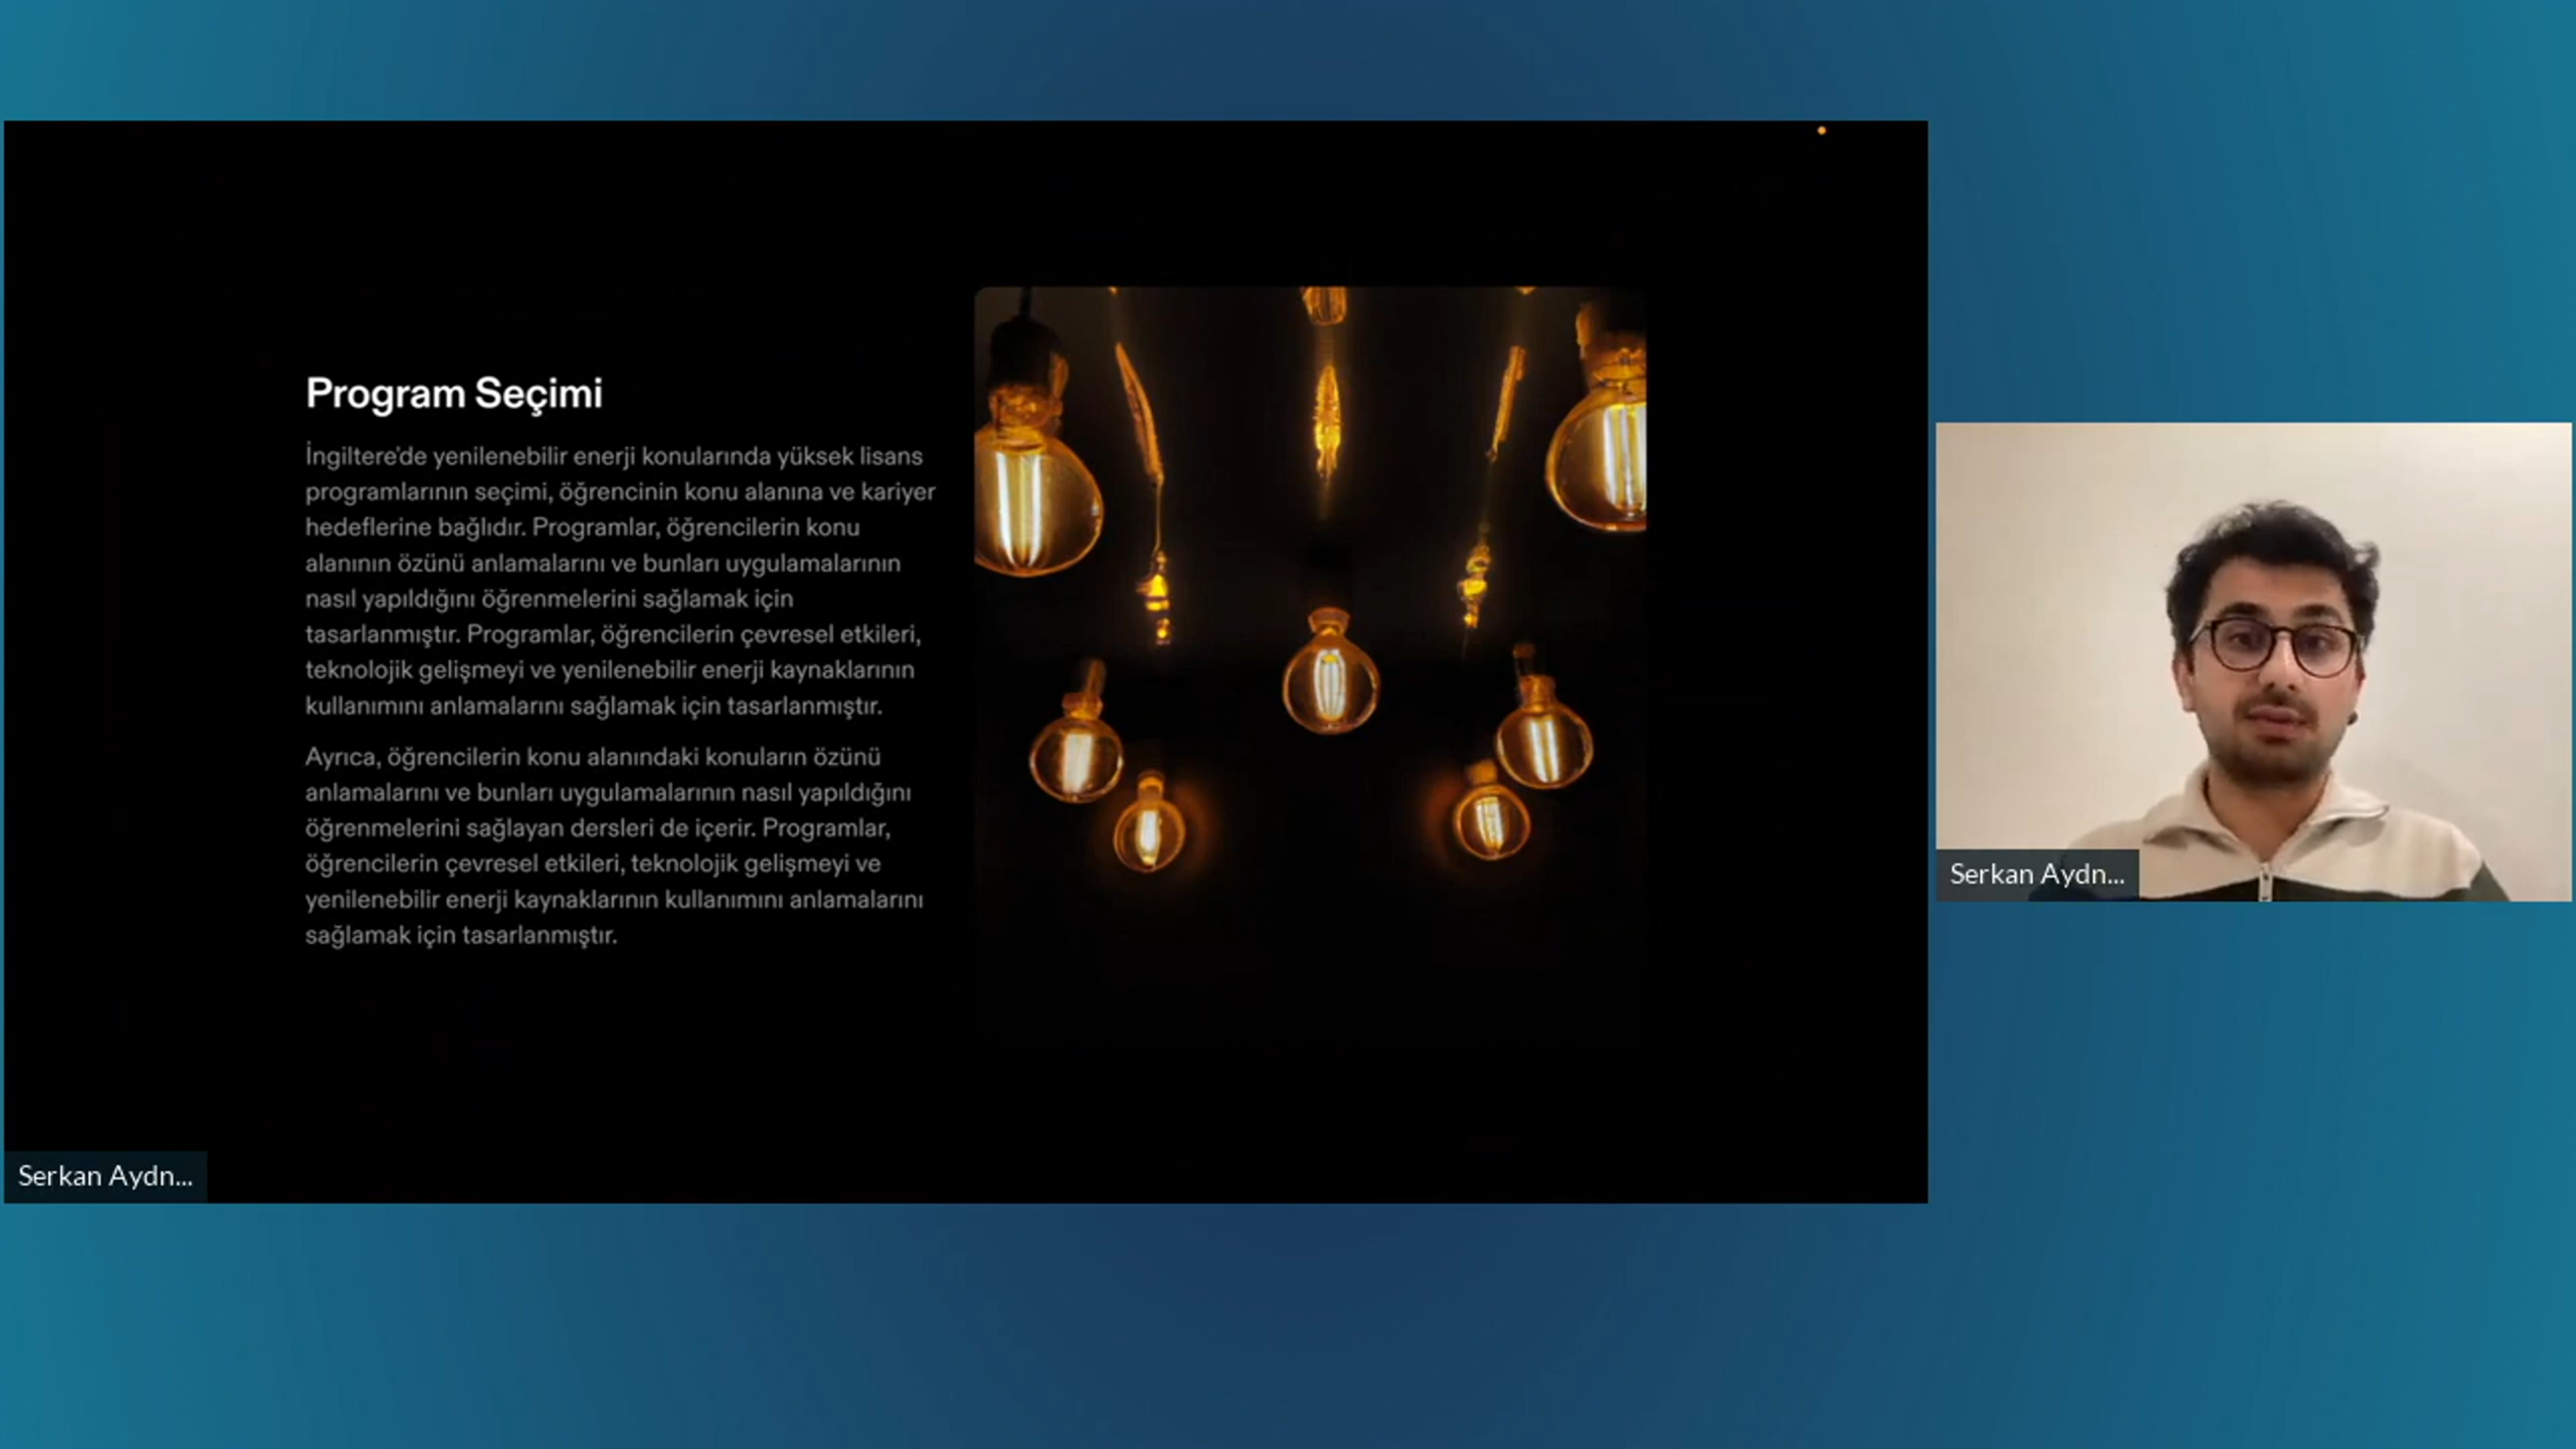 Program Seçimi
İngiltere'de yenilenebilir enerji konularında yüksek lisans
programlarının seçimi, öğrencinin konu alanına ve kariyer
hedeflerine bağlıdır. Programlar, öğrencilerin konu
alanının özünü anlamalarını ve bunları uygulamalarının
nasıl yapıldığını öğrenmelerini sağlamak için
tasarlanmıştır. Programlar, öğrencilerin çevresel etkileri,
teknolojik gelişmeyi ve yenilenebilir enerji kaynaklarının
kullanımını anlamalarını sağlamak için tasarlanmıştır.
Ayrıca, öğrencilerin konu alanındaki konuların özünü
anlamalarını ve bunları uygulamalarının nasıl yapıldığını
öğrenmelerini sağlayan dersleri de içerir. Programlar,
öğrencilerin çevresel etkileri, teknolojik gelişmeyi ve
yenilenebilir enerji kaynaklarının kullanımını anlamalarını
sağlamak için tasarlanmıştır.
Serkan Aydn...
Serkan Aydn...